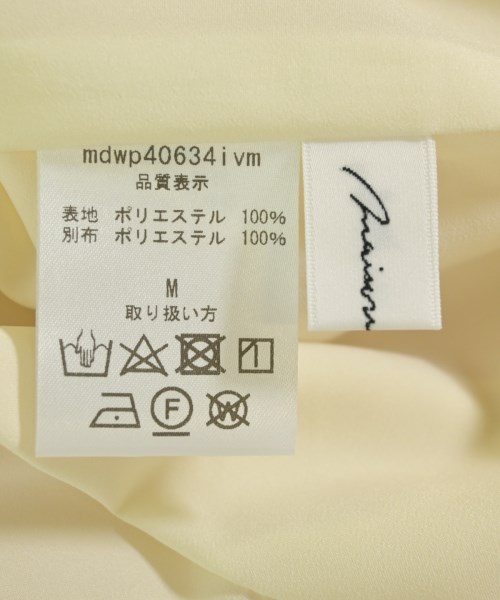 mdwp40634ivm
品質表示
表地 ポリエステル 100%
別布 ポリエステル 100%
M
取り扱い方
F
W
maison